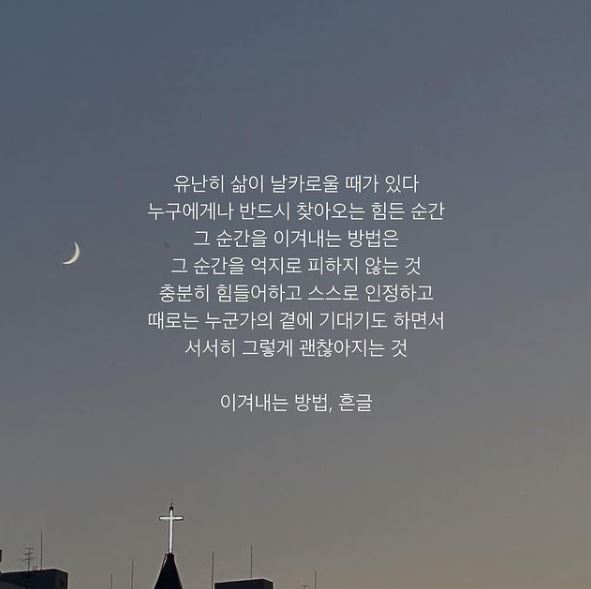 유난히 삶이 날카로울 때가 있다
누구에게나 반드시 찾아오는 힘든 순간
그 순간을 이겨내는 방법은
그 순간을 억지로 피하지 않는 것
충분히 힘들어하고 스스로 인정하고
때로는 누군가의 곁에 기대기도 하면서
서서히 그렇게 괜찮아지는 것
이겨내는 방법, 흔글